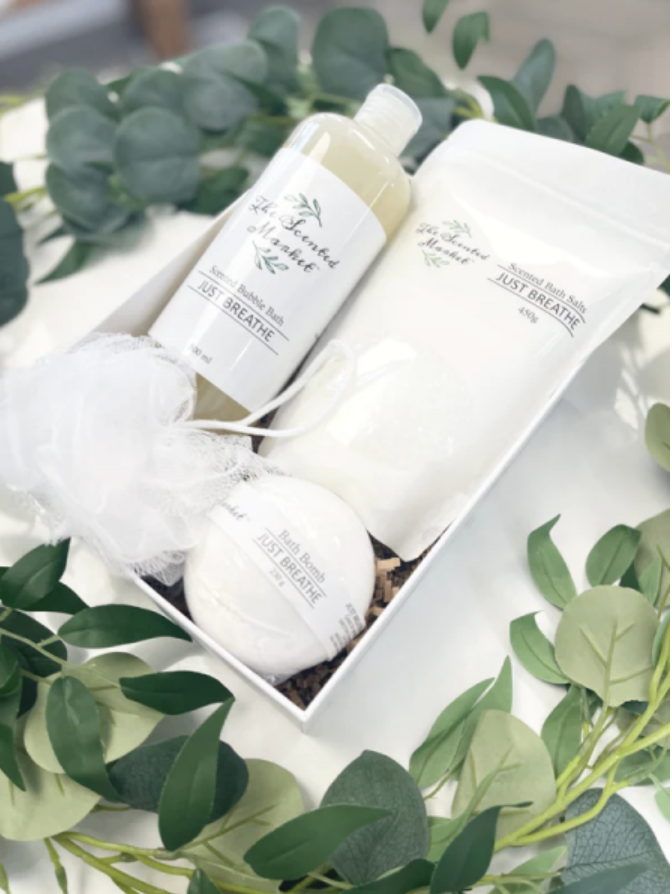 The Scented
Market
Scented Bubble Bath
JUST BREATHE
The Scented
Market
Scented Bath Salts
JUST BREATHE
450g
Market
Bath Bomb
JUST BREATHE